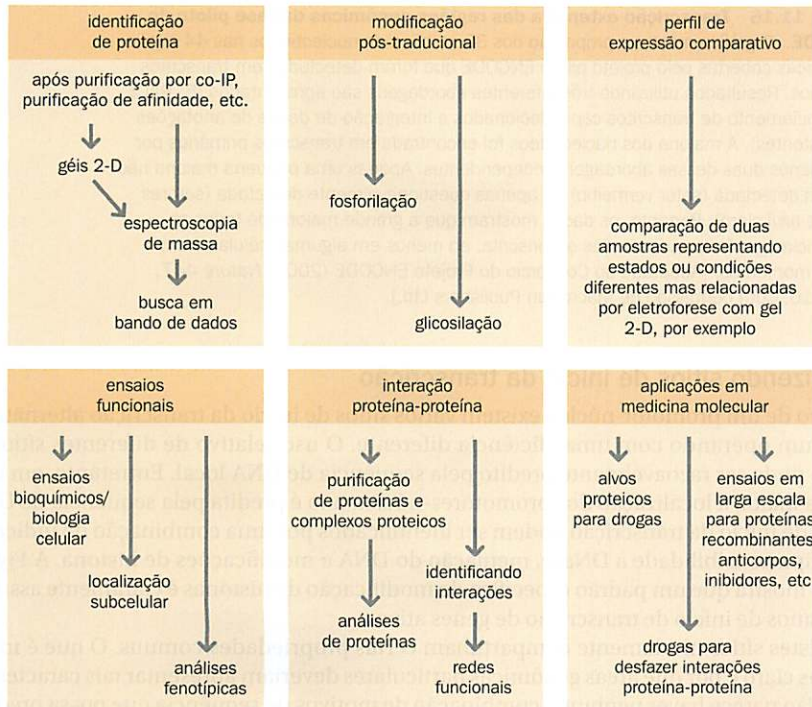 identificação
de proteína
após purificação por co-IP,
purificação de afinidade, etc.
géis 2-D
espectroscopia
de massa
busca em
bando de dados
modificação
pós-traducional
fosforilação
glicosilação
perfil de
expressão comparativo
comparação de duas
amostras representando
estados ou condições
diferentes mas relacionadas
por eletroforese com gel
2-D, por exemplo
ensaios
funcionais
ensaios
bioquímicos/
biologia
celular
localização
subcelular
análises
fenotípicas
interação
proteína-proteína
purificação
de proteínas e
complexos proteicos
identificando
interações
análises
de proteínas
redes
funcionais
aplicações em
medicina molecular
alvos
proteicos
para drogas
ensaios em
larga escala
para proteínas
recombinantes
anticorpos,
inibidores, etc
drogas para
desfazer interações
proteína-proteína